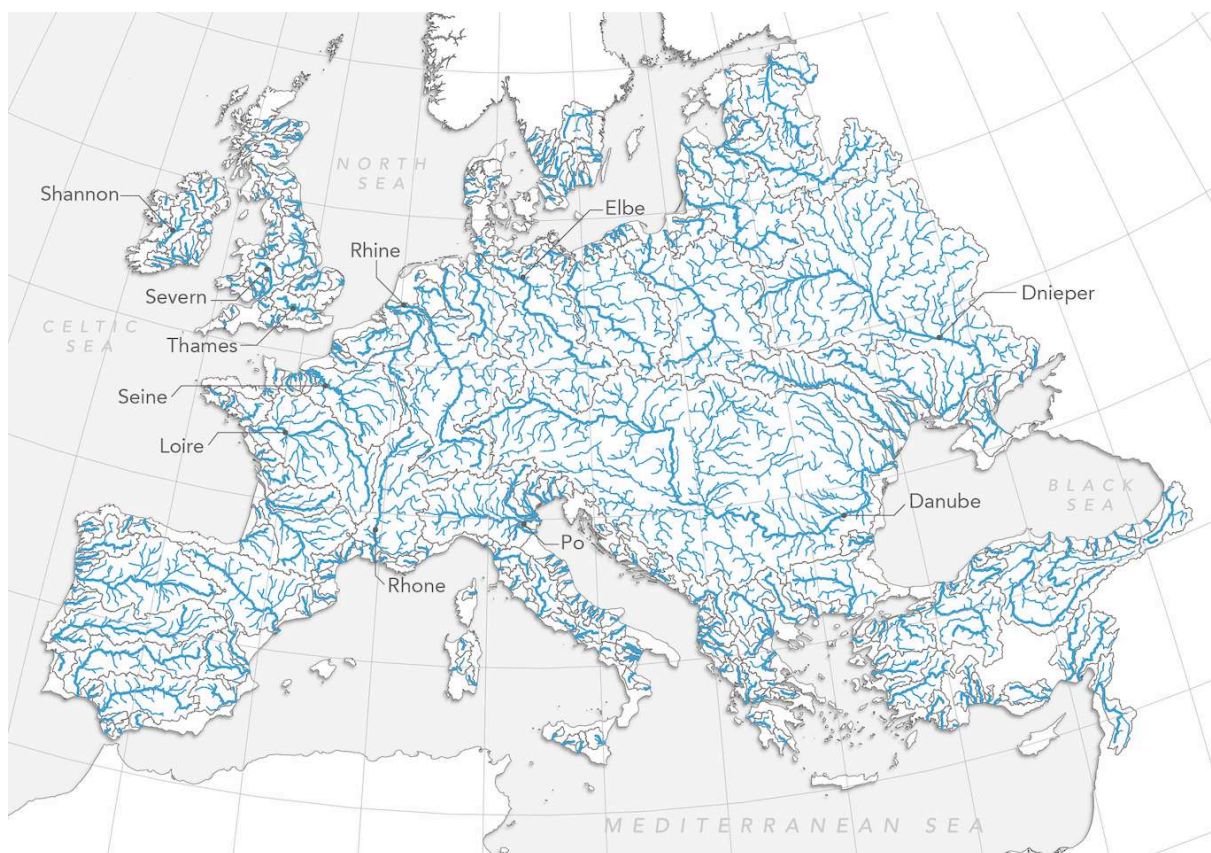 NORTH
SEA
Shannon
Elbe
Rhine
Severn
Dnieper
CELTIC
SEA
Thames
Seine
Loire
BLACK
SEA
Danube
Po
Rhone
MEDITERRANEAN SEA